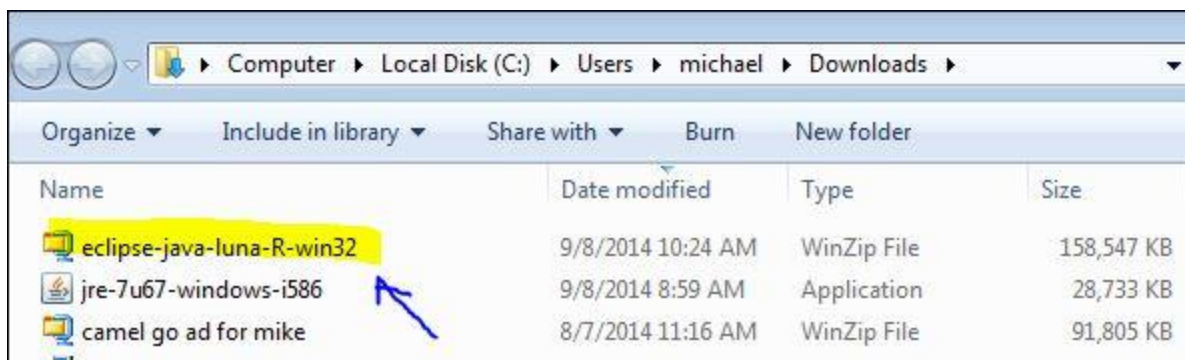 Computer Local Disk (C:) Users michael Downloads
Organize Include in library Share with Burn New folder
Name Date modified Type Size
eclipse-java-luna-R-win32 9/8/2014 10:24 AM WinZip File 158,547 KB
jre-7u67-windows-i586 9/8/2014 8:59 AM Application 28,733 KB
camel go ad for mike 8/7/2014 11:16 AM WinZip File 91,805 KB